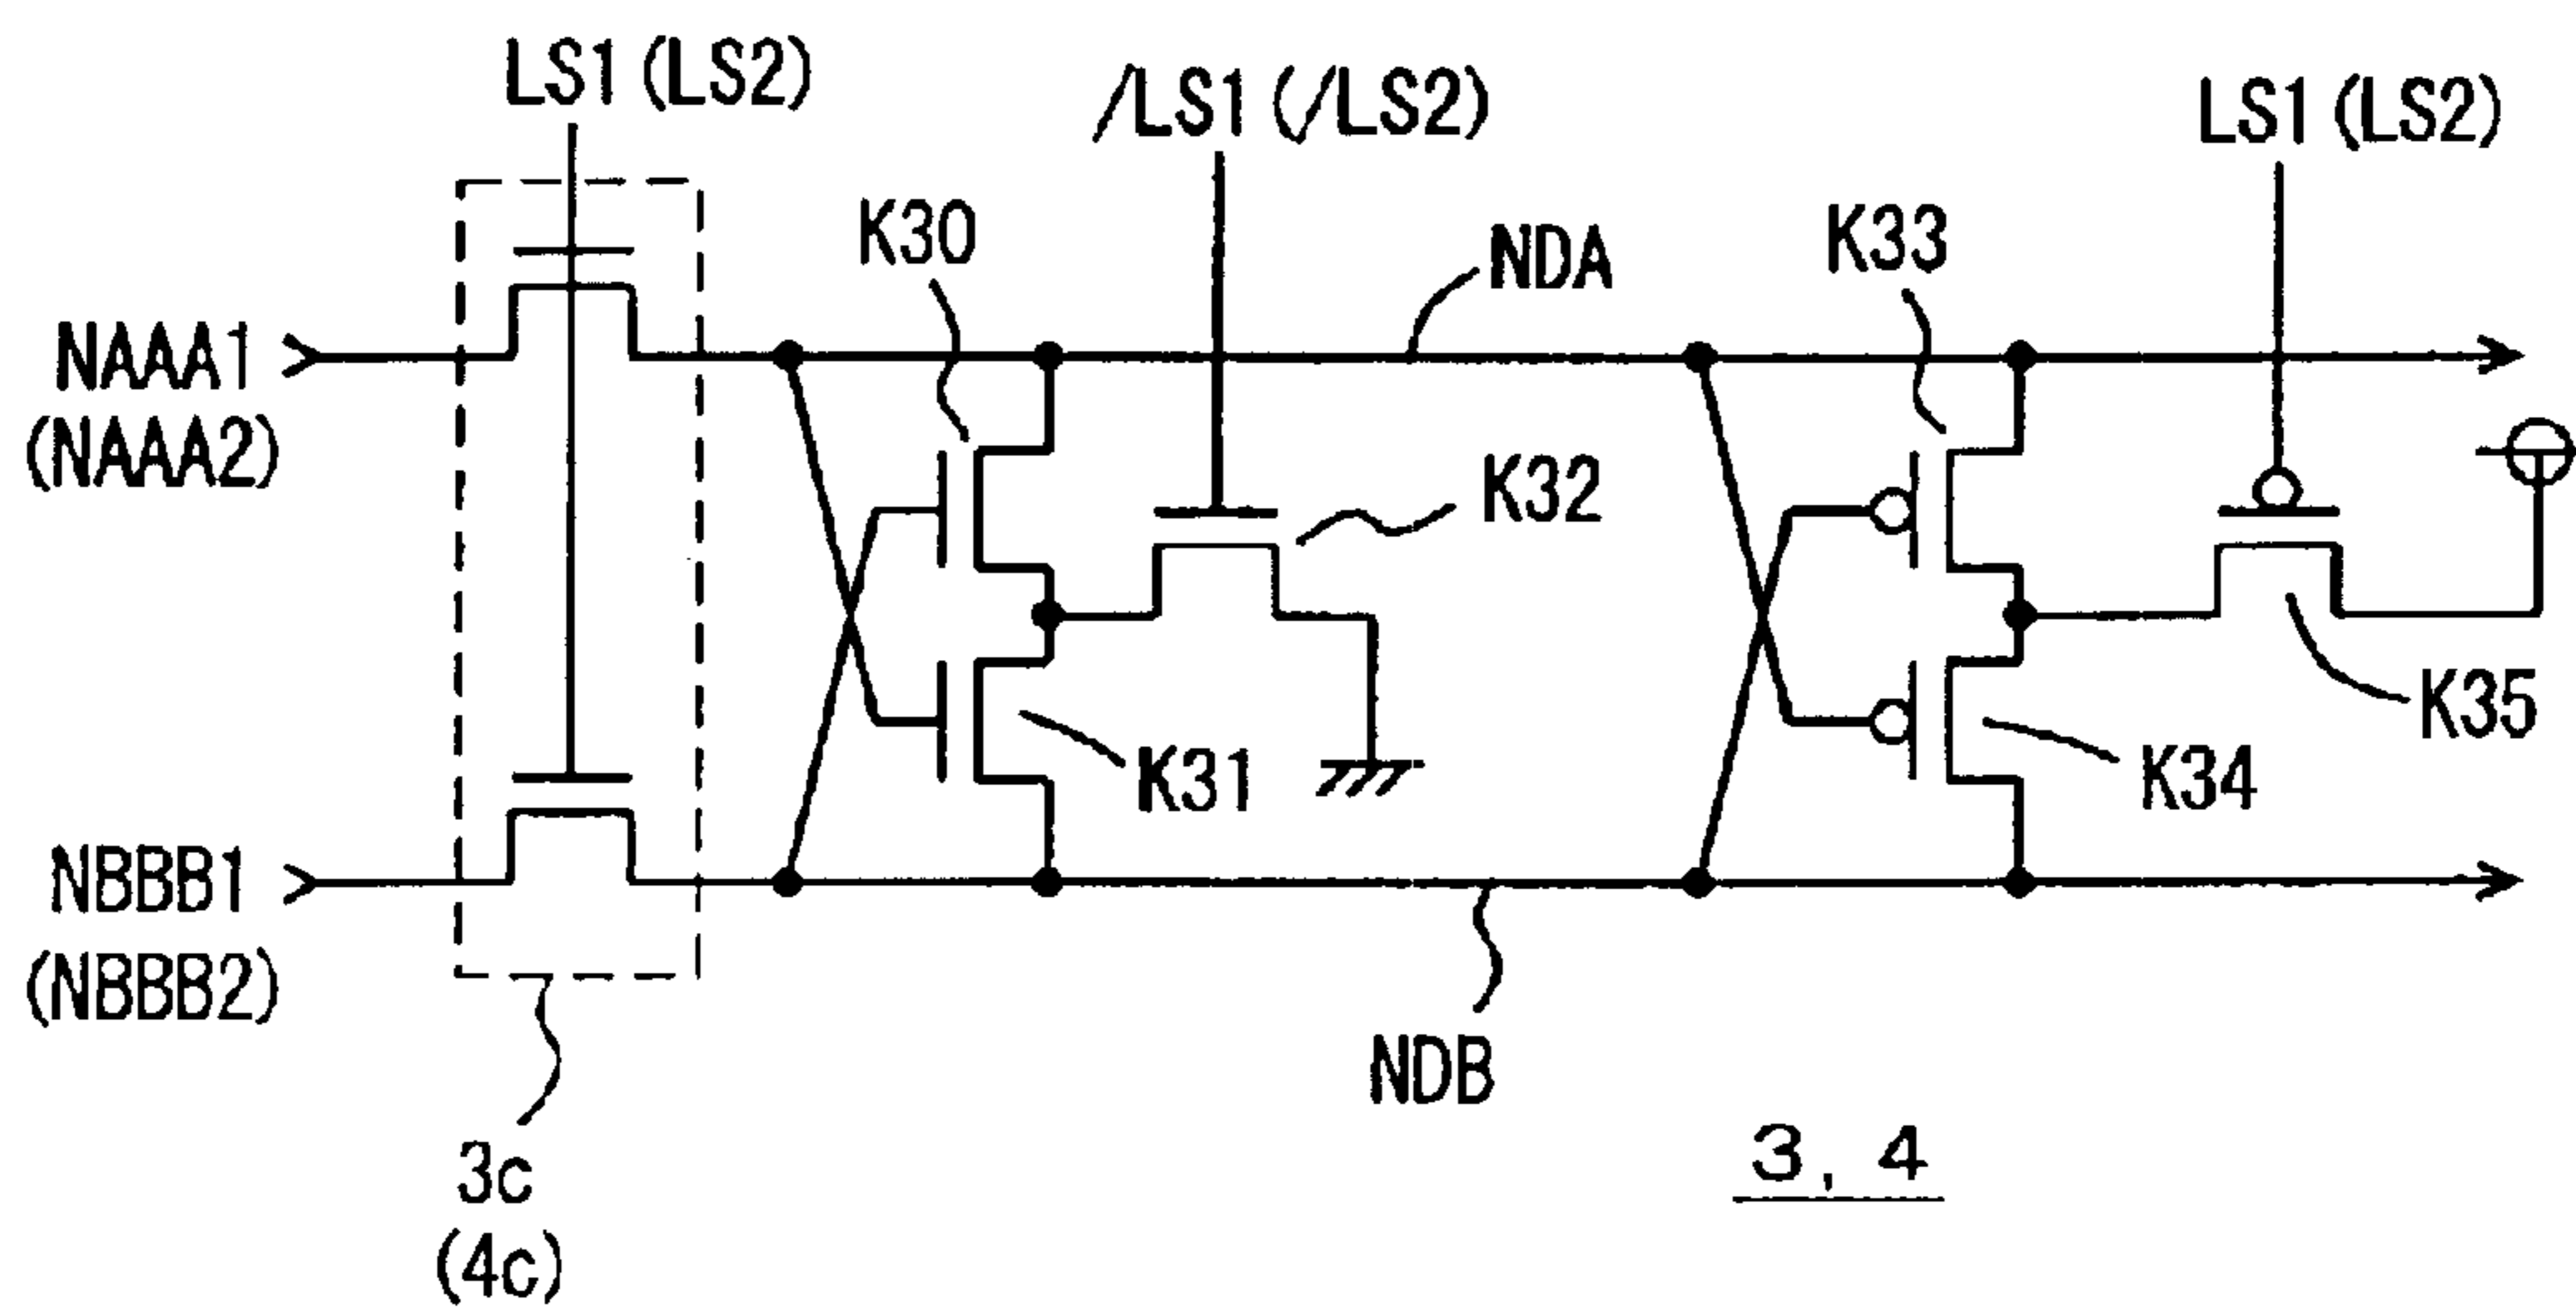 LS1 (LS2)
/LS1 (/LS2)
LS1 (LS2)
K30
NDA
K33
NAAA1
(NAAA2)
K32
K31
K35
K34
NBBB1
(NBBB2)
NDB
3c
(4c)
3, 4